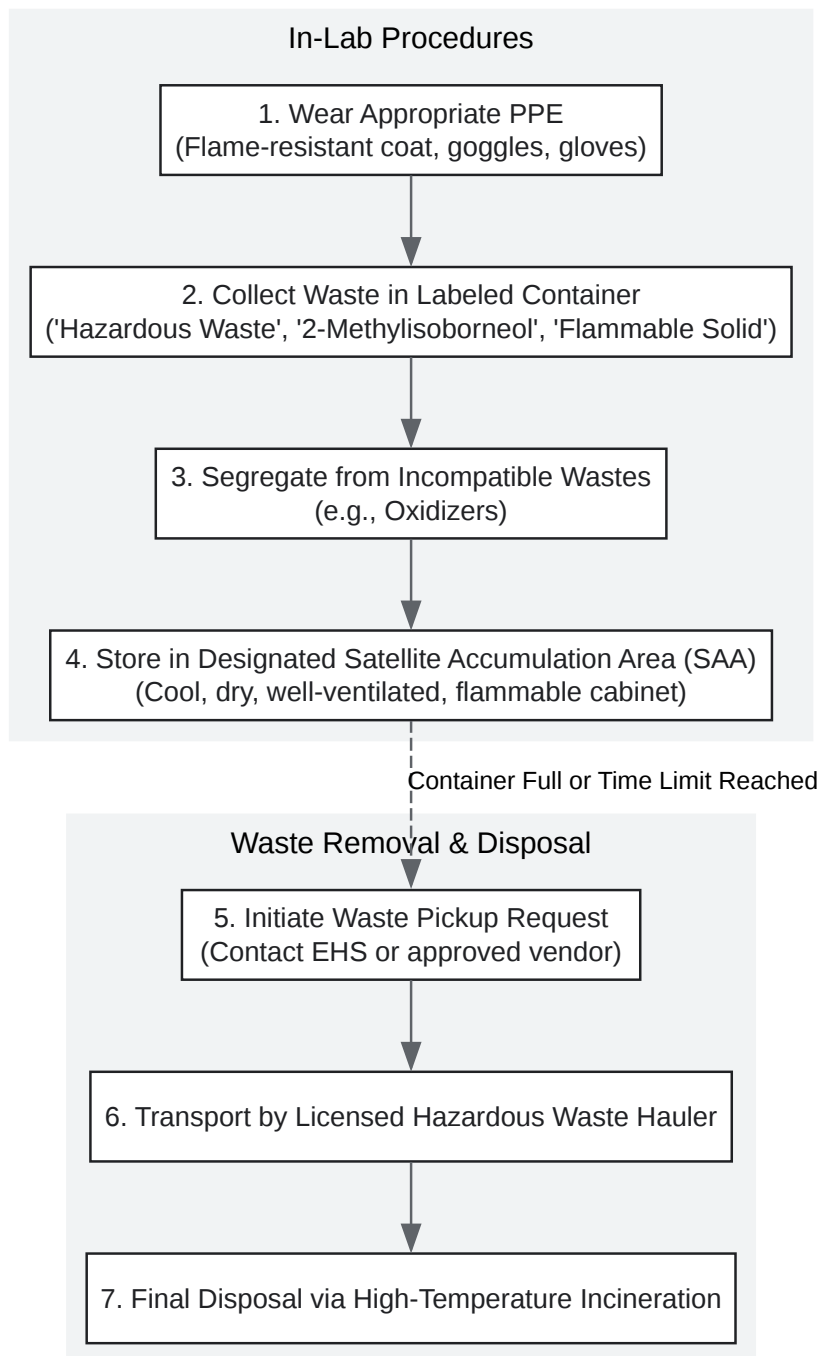 In-Lab Procedures
1. Wear Appropriate PPE
(Flame-resistant coat, goggles, gloves)
2. Collect Waste in Labeled Container
('Hazardous Waste', '2-Methylisoborneol', 'Flammable Solid')
3. Segregate from Incompatible Wastes
(e.g., Oxidizers)
4. Store in Designated Satellite Accumulation Area (SAA)
(Cool, dry, well-ventilated, flammable cabinet)
Container Full or Time Limit Reached
Waste Removal & Disposal
5. Initiate Waste Pickup Request
(Contact EHS or approved vendor)
6. Transport by Licensed Hazardous Waste Hauler
7. Final Disposal via High-Temperature Incineration